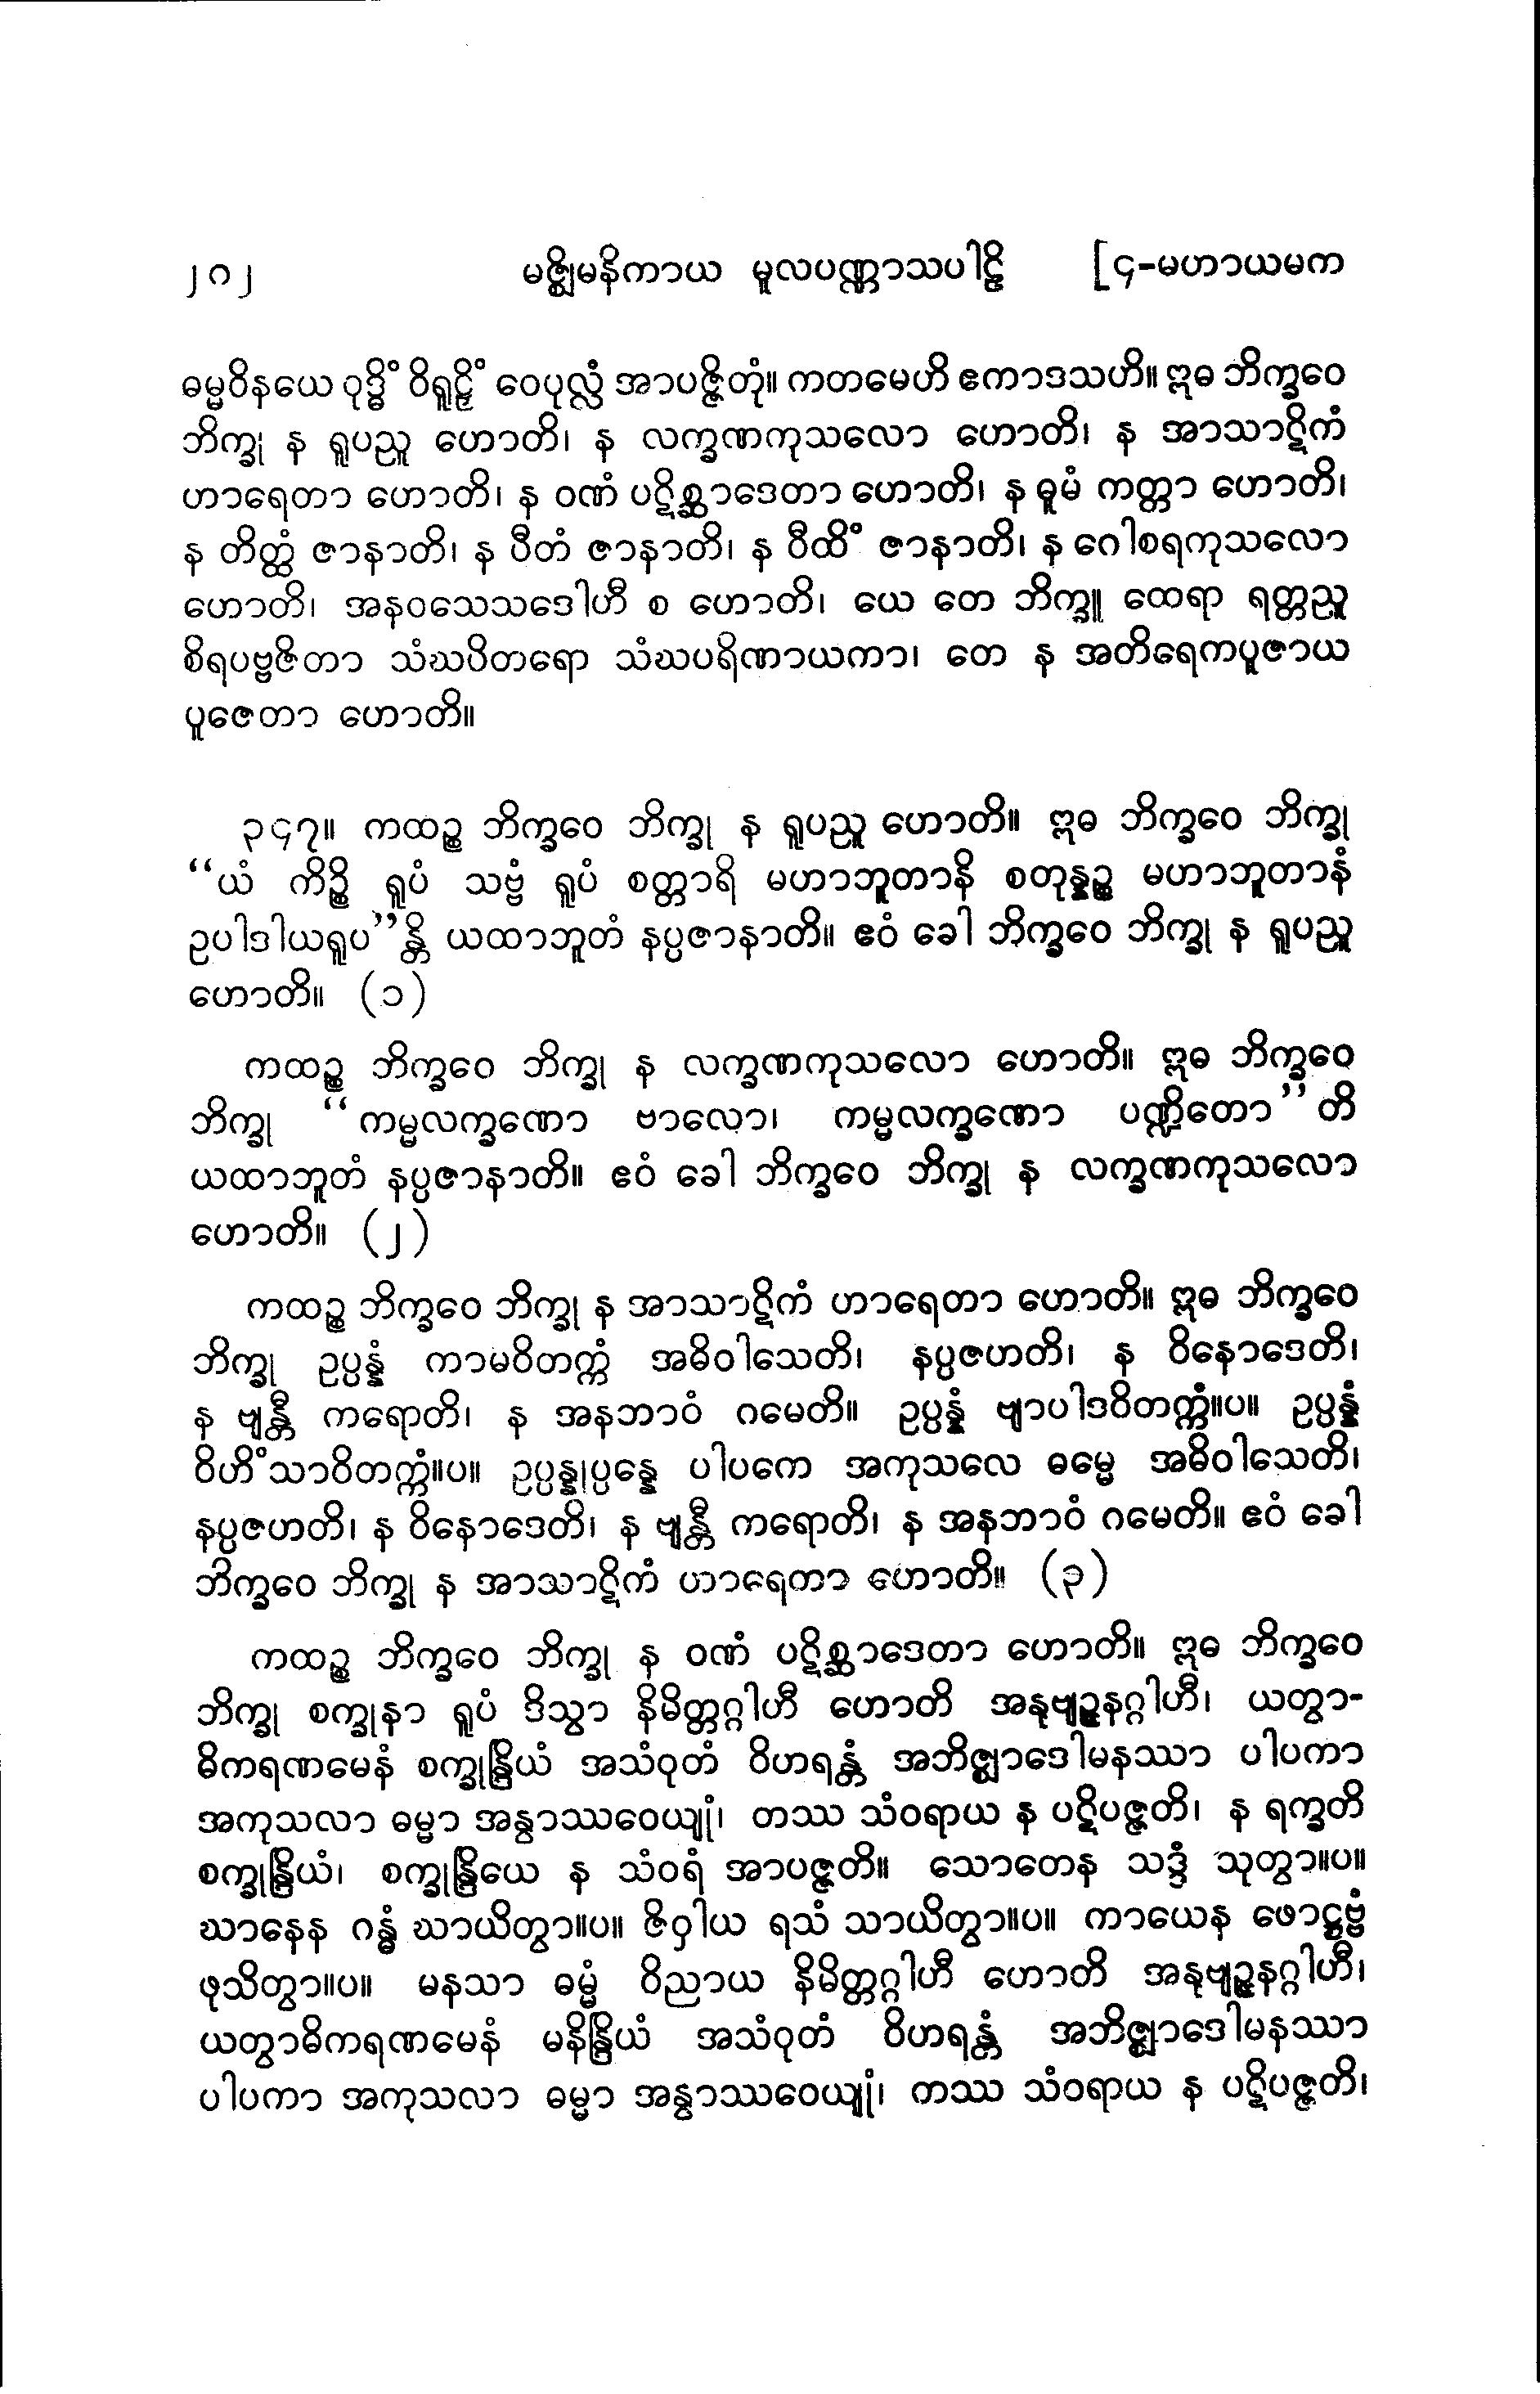 ၂၇၂ မဇ္ဈိမနိကာယ မူလပဏ္ဏာသပါဠိ [၄-မဟာယမက
ဓမ္မဝိနယေ ဝုဒ္ဓိံ ဝိရူဠှိံ ဝေပုလ္လံ အာပဇ္ဇိတုံ။ ကတမေဟိ ဧကာဒသဟိ။ ဣဓ ဘိက္ခဝေ
ဘိက္ခု န ရူပညူ ဟောတိ၊ န လက္ခဏကုသလော ဟောတိ၊ န အာသာဋိကံ
ဟာရေတာ ဟောတိ၊ န ဝဏံ ပဋိစ္ဆာဒေတာ ဟောတိ၊ န ဓူမံ ကတ္တာ ဟောတိ၊
န တိတ္ထံ ဇာနာတိ၊ န ပီတံ ဇာနာတိ၊ န ဝီထိံ ဇာနာတိ၊ န ဂေါစရကုသလော
ဟောတိ၊ အနဝသေသဒေါဟီ စ ဟောတိ၊ ယေ တေ ဘိက္ခူ ထေရာ ရတ္တညူ
စိရပဗ္ဗဇိတာ သံဃပိတရော သံဃပရိဏာယကာ၊ တေ န အတိရေကပူဇာယ
ပူဇေတာ ဟောတိ။
၃၄၇။ ကထဉ္စ ဘိက္ခဝေ ဘိက္ခု န ရူပညူ ဟောတိ။ ဣဓ ဘိက္ခဝေ ဘိက္ခု
“ယံ ကိဉ္စိ ရူပံ သဗ္ဗံ ရူပံ စတ္တာရိ မဟာဘူတာနိ စတုန္နဉ္စ မဟာဘူတာနံ
ဥပါဒါယရူပ”န္တိ ယထာဘူတံ နပ္ပဇာနာတိ။ ဧဝံ ခေါ ဘိက္ခဝေ ဘိက္ခု န ရူပညူ
ဟောတိ။ (၁)
ကထဉ္စ ဘိက္ခဝေ ဘိက္ခု န လက္ခဏကုသလော ဟောတိ။ ဣဓ ဘိက္ခဝေ
ဘိက္ခု “ကမ္မလက္ခဏော ဗာလော၊ ကမ္မလက္ခဏော ပဏ္ဍိတော”တိ
ယထာဘူတံ နပ္ပဇာနာတိ။ ဧဝံ ခေါ ဘိက္ခဝေ ဘိက္ခု န လက္ခဏကုသလော
ဟောတိ။ (၂)
ကထဉ္စ ဘိက္ခဝေ ဘိက္ခု န အာသာဋိကံ ဟာရေတာ ဟောတိ။ ဣဓ ဘိက္ခဝေ
ဘိက္ခု ဥပ္ပန္နံ ကာမဝိတက္ကံ အဓိဝါသေတိ၊ နပ္ပဇဟတိ၊ န ဝိနောဒေတိ၊
န ဗျန္တီ ကရောတိ၊ န အနဘာဝံ ဂမေတိ။ ဥပ္ပန္နံ ဗျာပါဒဝိတက္ကံ။ပ။ ဥပ္ပန္နံ
ဝိဟိံသာဝိတက္ကံ။ပ။ ဥပ္ပန္နုပ္ပန္နေ ပါပကေ အကုသလေ ဓမ္မေ အဓိဝါသေတိ၊
နပ္ပဇဟတိ၊ န ဝိနောဒေတိ၊ န ဗျန္တီ ကရောတိ၊ န အနဘာဝံ ဂမေတိ။ ဧဝံ ခေါ
ဘိက္ခဝေ ဘိက္ခု န အာသာဋိကံ ဟာရေတာ ဟောတိ။ (၃)
ကထဉ္စ ဘိက္ခဝေ ဘိက္ခု န ဝဏံ ပဋိစ္ဆာဒေတာ ဟောတိ။ ဣဓ ဘိက္ခဝေ
ဘိက္ခု စက္ခုနာ ရူပံ ဒိသွာ နိမိတ္တဂ္ဂါဟီ ဟောတိ အနုဗျဉ္ဇနဂ္ဂါဟီ၊ ယတွာ-
ဓိကရဏမေနံ စက္ခုန္ဒြိယံ အသံဝုတံ ဝိဟရန္တံ အဘိဇ္ဈာဒေါမနဿာ ပါပကာ
အကုသလာ ဓမ္မာ အနွာဿဝေယျုံ၊ တဿ သံဝရာယ န ပဋိပဇ္ဇတိ၊ န ရက္ခတိ
စက္ခုန္ဒြိယံ၊ စက္ခုန္ဒြိယေ န သံဝရံ အာပဇ္ဇတိ။ သောတေန သဒ္ဒံ သုတွာ။ပ။
ဃာနေန ဂန္ဓံ ဃာယိတွာ။ပ။ ဇိဝှါယ ရသံ သာယိတွာ။ပ။ ကာယေန ဖောဋ္ဌဗ္ဗံ
ဖုသိတွာ။ပ။ မနသာ ဓမ္မံ ဝိညာယ နိမိတ္တဂ္ဂါဟီ ဟောတိ အနုဗျဉ္ဇနဂ္ဂါဟီ၊
ယတွာဓိကရဏမေနံ မနိန္ဒြိယံ အသံဝုတံ ဝိဟရန္တံ အဘိဇ္ဈာဒေါမနဿာ
ပါပကာ အကုသလာ ဓမ္မာ အနွာဿဝေယျုံ၊ တဿ သံဝရာယ န ပဋိပဇ္ဇတိ၊